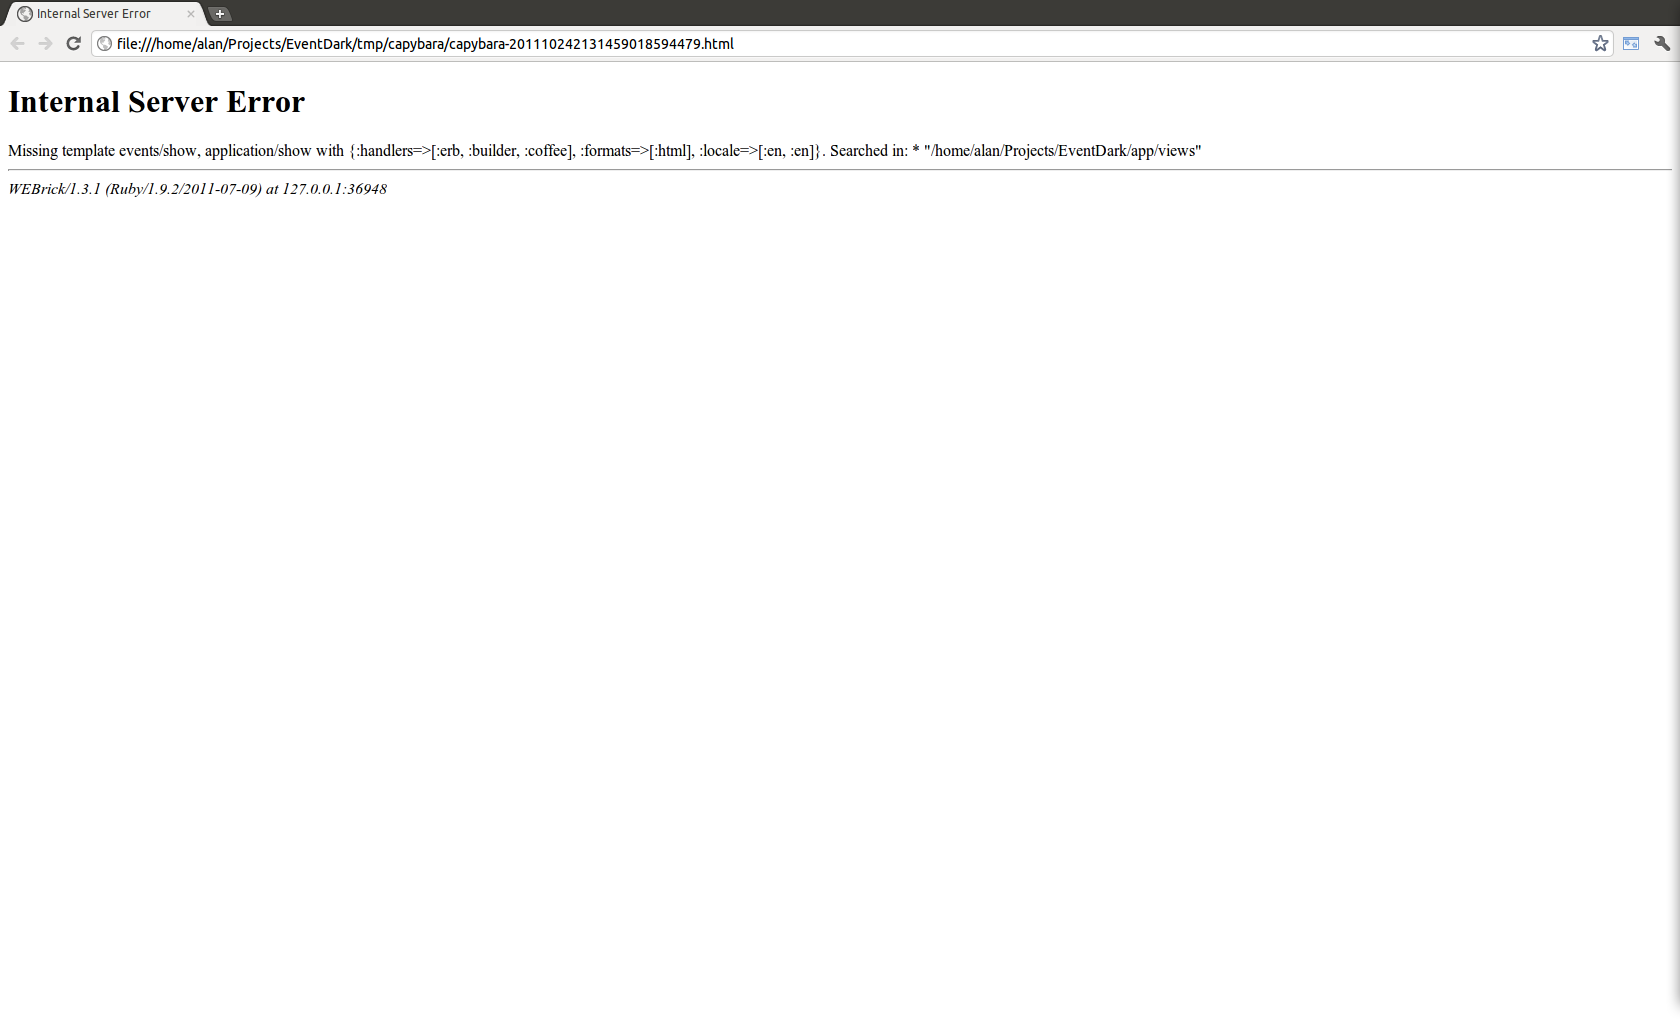 Internal Server Error
file:///home/alan/Projects/EventDark/tmp/capybara/capybara-201110242131459018594479.html
Internal Server Error
Missing template events/show, application/show with {:handlers=>[:erb, :builder, :coffee], :formats=>[:html], :locale=>[:en, :en]}. Searched in: * "/home/alan/Projects/EventDark/app/views"
WEBrick/1.3.1 (Ruby/1.9.2/2011-07-09) at 127.0.0.1:36948